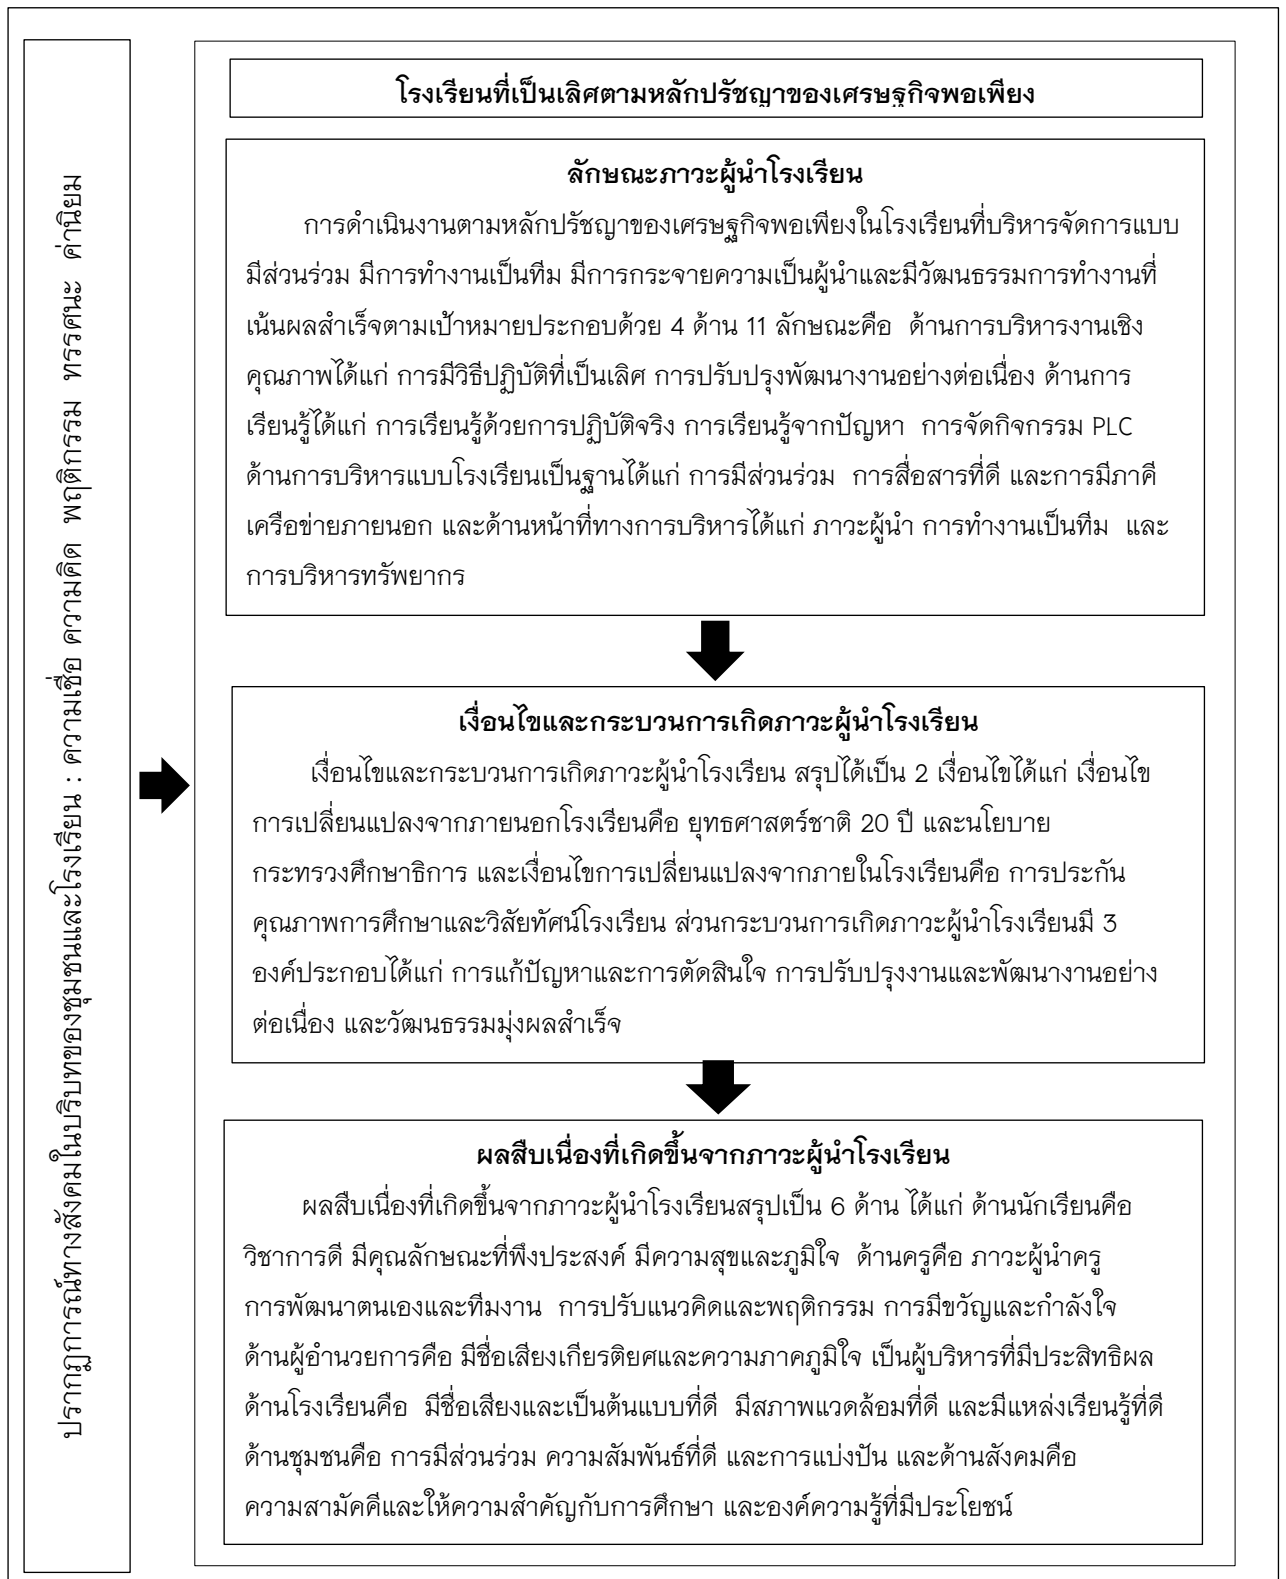 ปรากฏการณ์ทางสังคมในบริบทของชุมชนและโรงเรียน : ความเชื่อ ความคิด พฤติกรรม ทรรศนะ ค่านิยม
โรงเรียนที่เป็นเลิศตามหลักปรัชญาของเศรษฐกิจพอเพียง
ลักษณะภาวะผู้นำโรงเรียน
การดำเนินงานตามหลักปรัชญาของเศรษฐกิจพอเพียงในโรงเรียนที่บริหารจัดการแบบ
มีส่วนร่วม มีการทำงานเป็นทีม มีการกระจายความเป็นผู้นำและมีวัฒนธรรมการทำงานที่
เน้นผลสำเร็จตามเป้าหมายประกอบด้วย 4 ด้าน 11 ลักษณะคือ ด้านการบริหารงานเชิง
คุณภาพได้แก่ การมีวิธีปฏิบัติที่เป็นเลิศ การปรับปรุงพัฒนางานอย่างต่อเนื่อง ด้านการ
เรียนรู้ได้แก่ การเรียนรู้ด้วยการปฏิบัติจริง การเรียนรู้จากปัญหา การจัดกิจกรรม PLC
ด้านการบริหารแบบโรงเรียนเป็นฐานได้แก่ การมีส่วนร่วม การสื่อสารที่ดี และการมีภาคี
เครือข่ายภายนอก และด้านหน้าที่ทางการบริหารได้แก่ ภาวะผู้นำ การทำงานเป็นทีม และ
การบริหารทรัพยากร
เงื่อนไขและกระบวนการเกิดภาวะผู้นำโรงเรียน
เงื่อนไขและกระบวนการเกิดภาวะผู้นำโรงเรียน สรุปได้เป็น 2 เงื่อนไขได้แก่ เงื่อนไข
การเปลี่ยนแปลงจากภายนอกโรงเรียนคือ ยุทธศาสตร์ชาติ 20 ปี และนโยบาย
กระทรวงศึกษาธิการ และเงื่อนไขการเปลี่ยนแปลงจากภายในโรงเรียนคือ การประกัน
คุณภาพการศึกษาและวิสัยทัศน์โรงเรียน ส่วนกระบวนการเกิดภาวะผู้นำโรงเรียนมี 3
องค์ประกอบได้แก่ การแก้ปัญหาและการตัดสินใจ การปรับปรุงงานและพัฒนางานอย่าง
ต่อเนื่อง และวัฒนธรรมมุ่งผลสำเร็จ
ผลสืบเนื่องที่เกิดขึ้นจากภาวะผู้นำโรงเรียน
ผลสืบเนื่องที่เกิดขึ้นจากภาวะผู้นำโรงเรียนสรุปเป็น 6 ด้าน ได้แก่ ด้านนักเรียนคือ
วิชาการดี มีคุณลักษณะที่พึงประสงค์ มีความสุขและภูมิใจ ด้านครูคือ ภาวะผู้นำครู
การพัฒนาตนเองและทีมงาน การปรับแนวคิดและพฤติกรรม การมีขวัญและกำลังใจ
ด้านผู้อำนวยการคือ มีชื่อเสียงเกียรติยศและความภาคภูมิใจ เป็นผู้บริหารที่มีประสิทธิผล
ด้านโรงเรียนคือ มีชื่อเสียงและเป็นต้นแบบที่ดี มีสภาพแวดล้อมที่ดี และมีแหล่งเรียนรู้ที่ดี
ด้านชุมชนคือ การมีส่วนร่วม ความสัมพันธ์ที่ดี และการแบ่งปัน และด้านสังคมคือ
ความสามัคคีและให้ความสำคัญกับการศึกษา และองค์ความรู้ที่มีประโยชน์